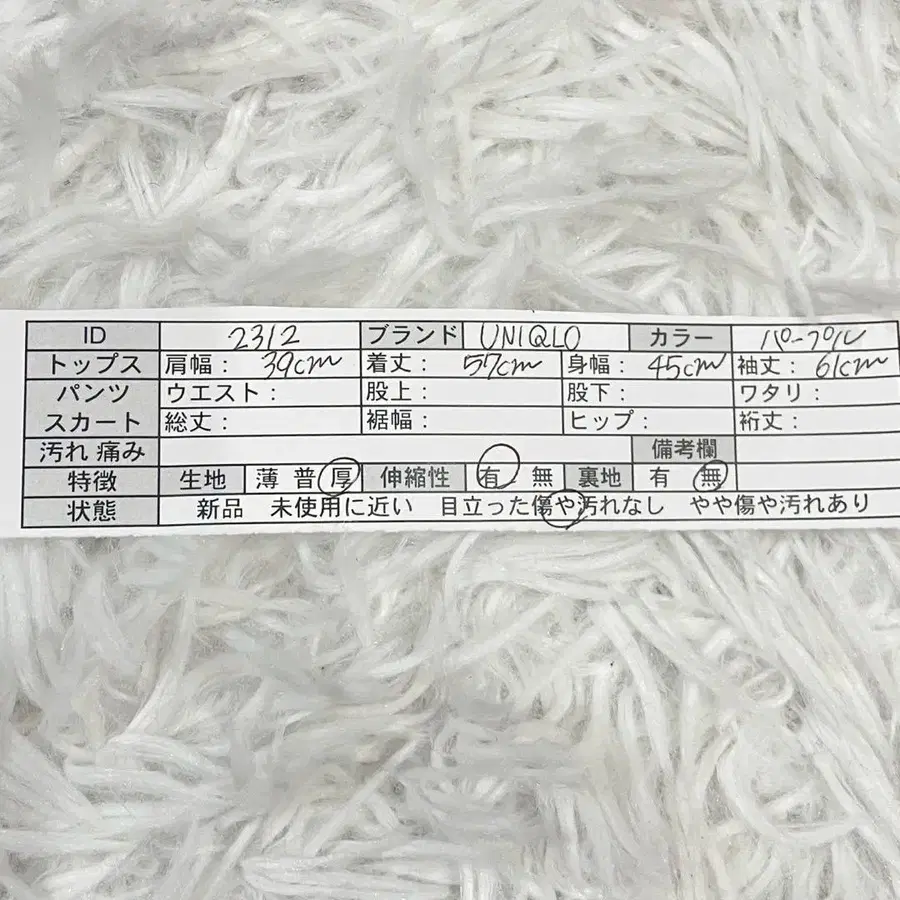 ID 2312 ブランド UNIQLO カラー パープル
トップス 肩幅： 39cm 着丈： 57cm 身幅： 45cm 袖丈： 61cm
パンツ ウエスト： 股上： 股下： ワタリ：
スカート 総丈： 裾幅： ヒップ： 裄丈：
汚れ 痛み 備考欄
特徴 生地 薄 普 厚 伸縮性 有 無 裏地 有 無
状態 新品 未使用に近い 目立った傷や汚れなし やや傷や汚れあり